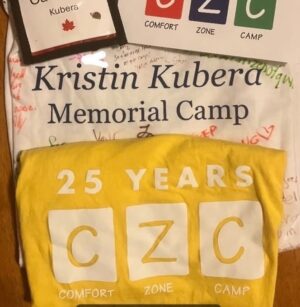 Kubera
C Z C
COMFORT ZONE CAMP
Kristin Kubera
Memorial Camp
25 YEARS
C Z C
COMFORT ZONE CAMP